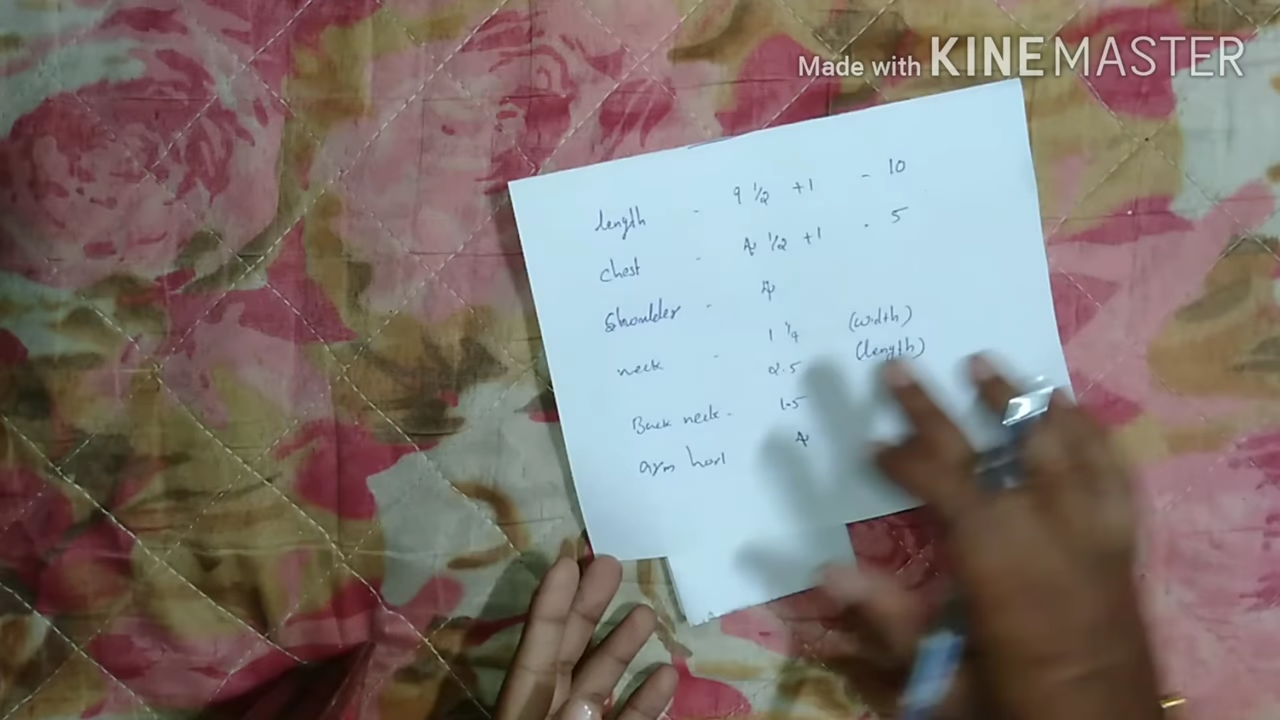 Made with KINEMASTER
length - 9 1/2 +1 - 10
chest - 4 1/2 +1 - 5
shoulder - 4
neck - 1 1/4 (width)
2.5 (length)
Back neck - 1.5
arm hool 4